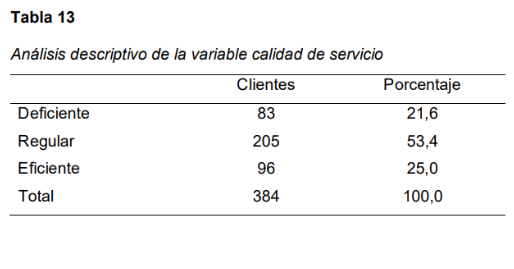 Tabla 13
Análisis descriptivo de la variable calidad de servicio
Clientes Porcentaje
Deficiente 83 21,6
Regular 205 53,4
Eficiente 96 25,0
Total 384 100,0